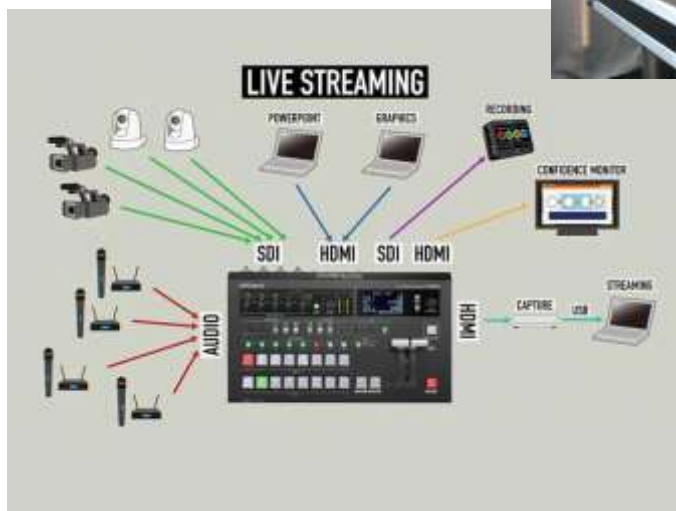 LIVE STREAMING
POWERPOINT
GRAPHICS
RECORDING
CONFIDENCE MONITOR
SDI
HDMI
SDI
HDMI
AUDIO
HDMI
CAPTURE
USB
STREAMING